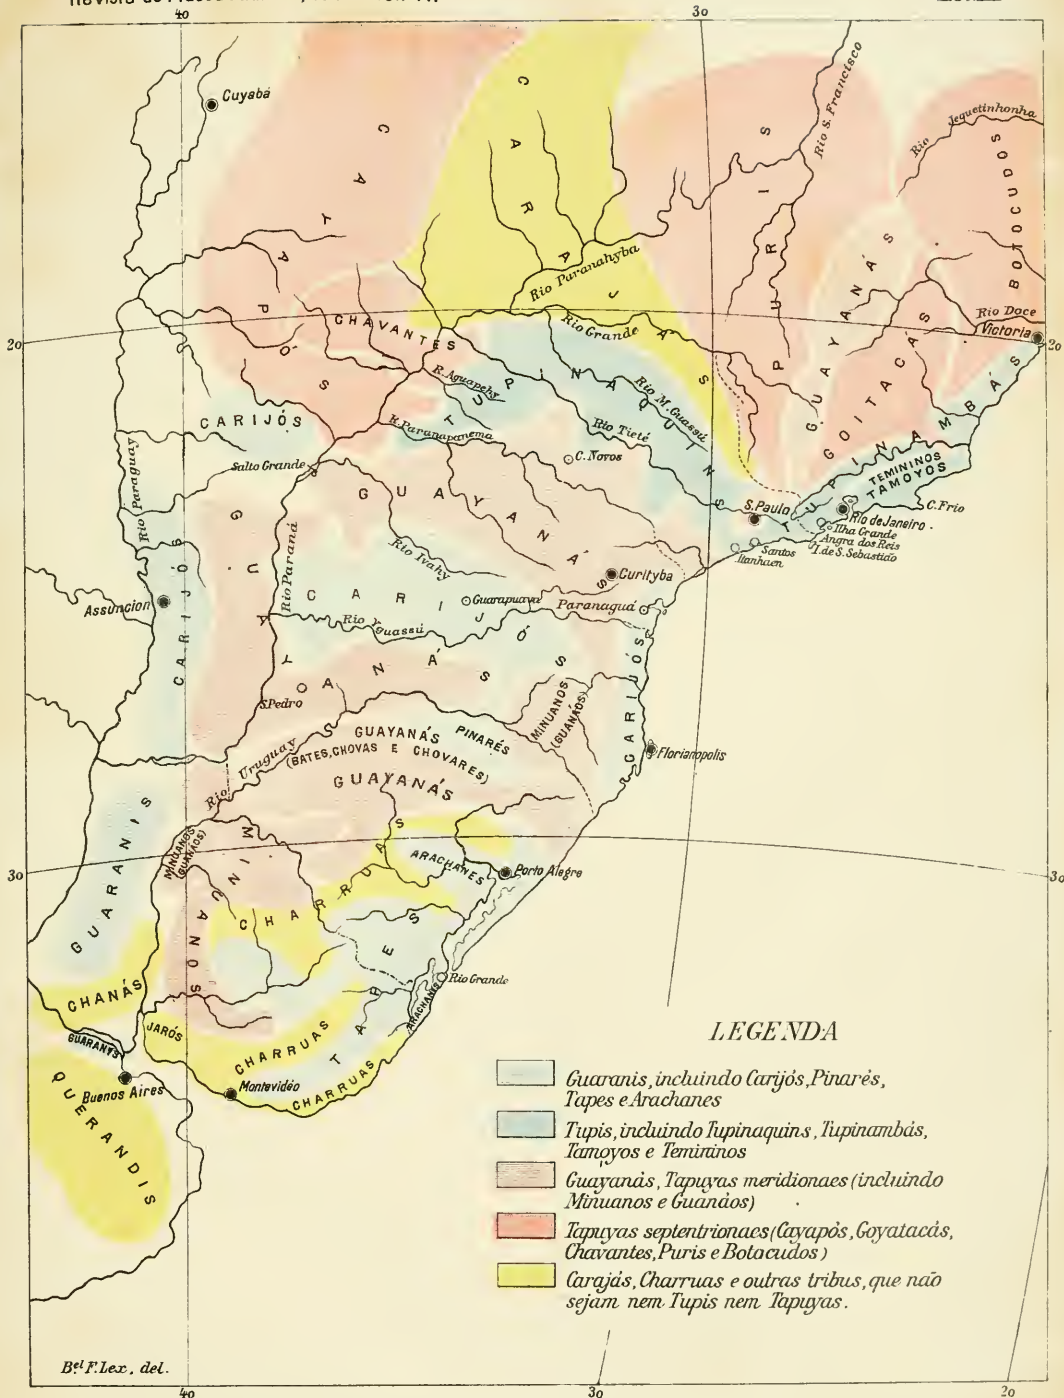 40
30
Cuyabá
CAYAPÓS
CARAJÁS
Rio S. Francisco
Rio Jequetinhonha
BOTOCUDOS
PURIS
GUAYANÁS
GOITACÁS
Rio Paranahyba
Rio Doce
Victoria
20
20
CHAVANTES
Rio Grande
R. Aguapehy
TUPINAQUINS
Rio M. Guassú
Rio Tieté
R. Paranapanema
C. Novos
CARIJÓS
Salto Grande
Rio Paraguay
TUPINAMBÁS
TEMININOS
TAMOYOS
C. Frio
S. Paulo
Rio de Janeiro
Ilha Grande
Angra dos Reis
I. de S. Sebastião
Santos
Itanhaen
GUAYANÁS
GUAYANÁS
Rio Paraná
Rio Ivahy
Curityba
Assuncion
CARIJÓS
CARIJÓS
Guarapuava
Paranaguá
Rio Yguassú
CARIJÓS
S. Pedro
MINUANOS
(GUANÁOS)
GUAYANÁS
PINARÉS
(BATES, CHOVAS E CHOVARES)
GUAYANÁS
Florianopolis
Rio Uruguay
GUARANIS
MINUANOS
(GUANÁOS)
MINUANOS
CHARRUAS
ARACHANES
Porto Alegre
30
30
TAPES
CHANÁS
JARÓS
GUARANIS
ARACHANES
Rio Grande
CHARRUAS
CHARRUAS
Montevidéo
Buenos Aires
QUERANDIS
LEGENDA
Guaranis, incluindo Carijós, Pinarés,
Tapes e Arachanes
Tupis, incluindo Tupinaquins, Tupinambás,
Tamoyos e Temininos
Guayanás, Tapuyas meridionaes (incluindo
Minuanos e Guanáos)
Tapuyas septentrionaes (Cayapós, Goyatacás,
Chavantes, Puris e Botacudos)
Carajás, Charruas e outras tribus, que não
sejam nem Tupis nem Tapuyas.
Bel F. Lex, del.
40
30
20